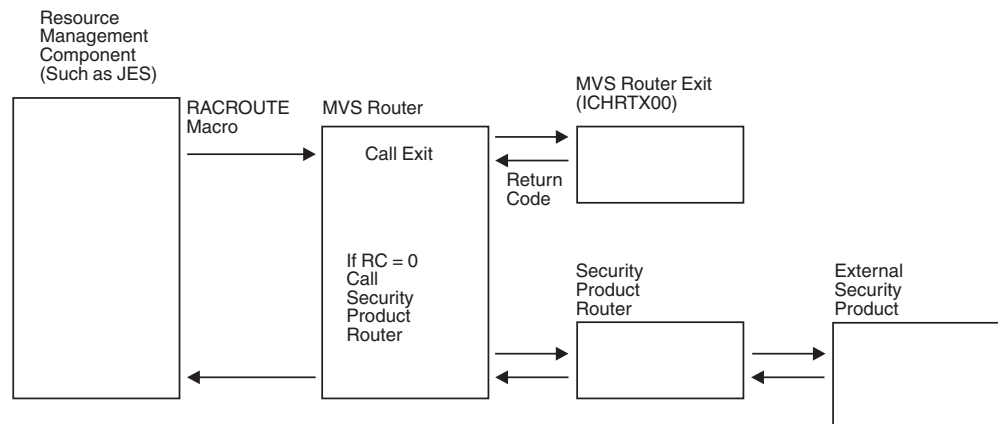 Resource
Management
Component
(Such as JES)
RACROUTE
Macro
MVS Router
MVS Router Exit
(ICHRTX00)
Call Exit
Return
Code
If RC = 0
Call
Security
Product
Router
Security
Product
Router
External
Security
Product